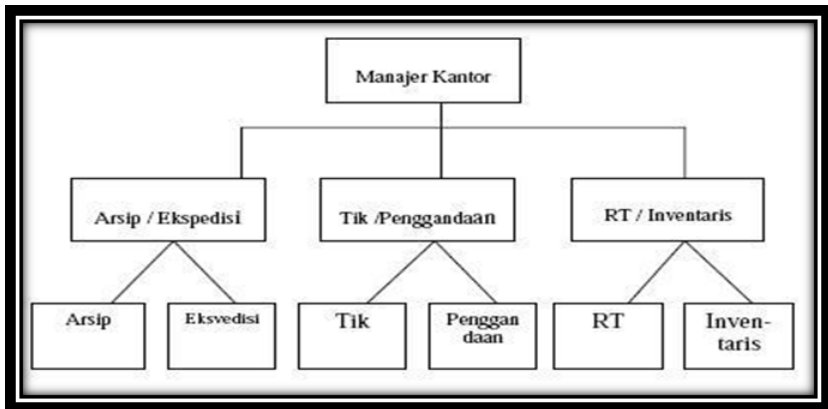 Manajer Kantor
Arsip / Ekspedisi
Tik /Penggandaan
RT / Inventaris
Arsip
Eksvedisi
Tik
Penggan
daan
RT
Inven-
taris